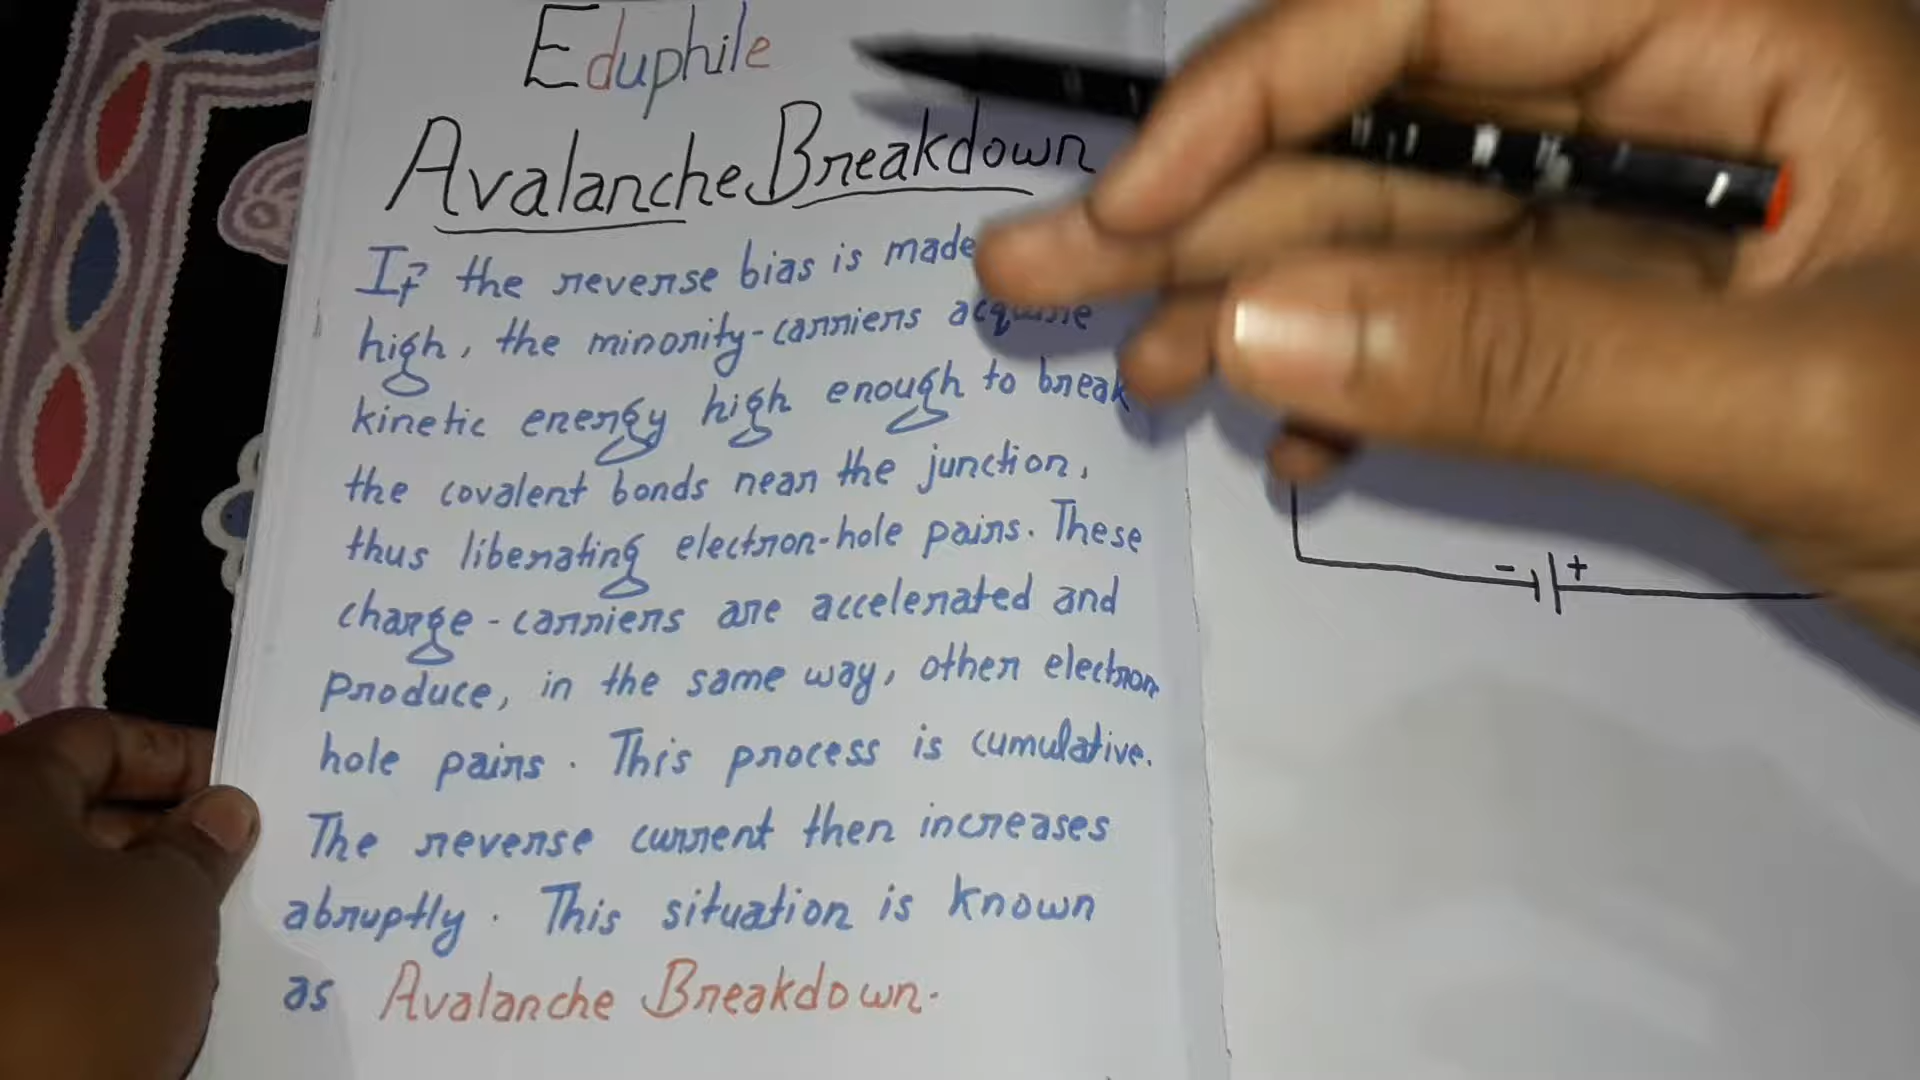 Eduphile
Avalanche Breakdown
If the reverse bias is made
high, the minority-carriers acquire
kinetic energy high enough to break
the covalent bonds near the junction,
thus liberating electron-hole pairs. These
charge-carriers are accelerated and
produce, in the same way, other electron
hole pairs. This process is cumulative.
The reverse current then increases
abruptly. This situation is known
as Avalanche Breakdown.
- +